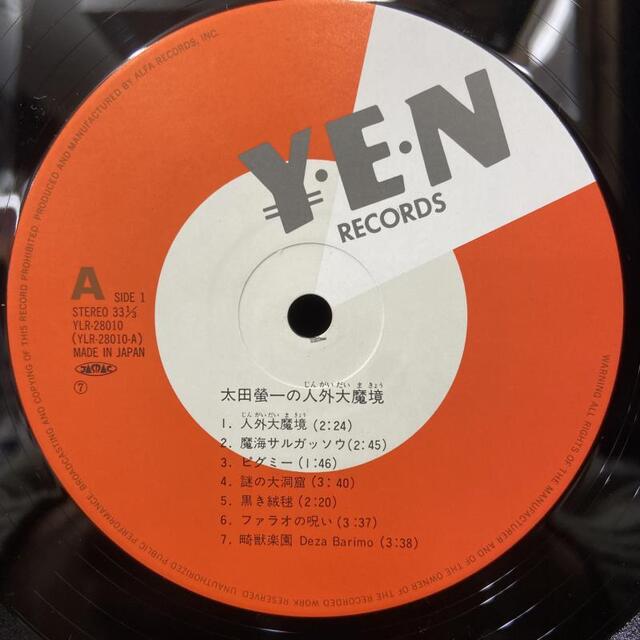 Y·E·N
RECORDS
A SIDE 1
STEREO 33⅓
YLR-28010
(YLR-28010-A)
MADE IN JAPAN
JASRAC
⑦
じんがいだいまきょう
太田螢一の人外大魔境
じんがいだいまきょう
1. 人外大魔境 (2:24)
2. 魔海サルガッソウ (2:45)
3. ピグミー (1:46)
4. 謎の大洞窟 (3:40)
5. 黒き絨毯 (2:20)
6. ファラオの呪い (3:37)
7. 畸獣楽園 Deza Barimo (3:38)
WARNING: ALL RIGHTS OF THE MANUFACTURER AND OF THE OWNER OF THE RECORDED WORK RESERVED. UNAUTHORIZED PUBLIC PERFORMANCE, BROADCASTING AND COPYING OF THIS RECORD PROHIBITED. PRODUCED AND MANUFACTURED BY ALFA RECORDS, INC.